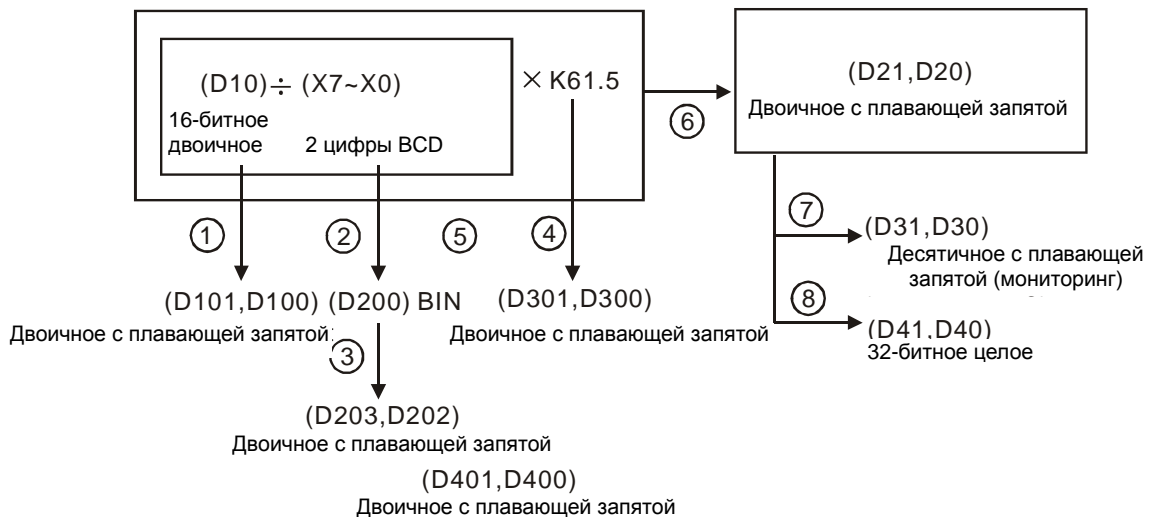 (D10) ÷ (X7~X0)
16-битное
двоичное
2 цифры BCD
× K61.5
(D21,D20)
Двоичное с плавающей запятой
6
1
2
5
4
7
(D31,D30)
Десятичное с плавающей
запятой (мониторинг)
8
(D41,D40)
32-битное целое
(D101,D100)
Двоичное с плавающей запятой
(D200) BIN
(D301,D300)
Двоичное с плавающей запятой
3
(D203,D202)
Двоичное с плавающей запятой
(D401,D400)
Двоичное с плавающей запятой